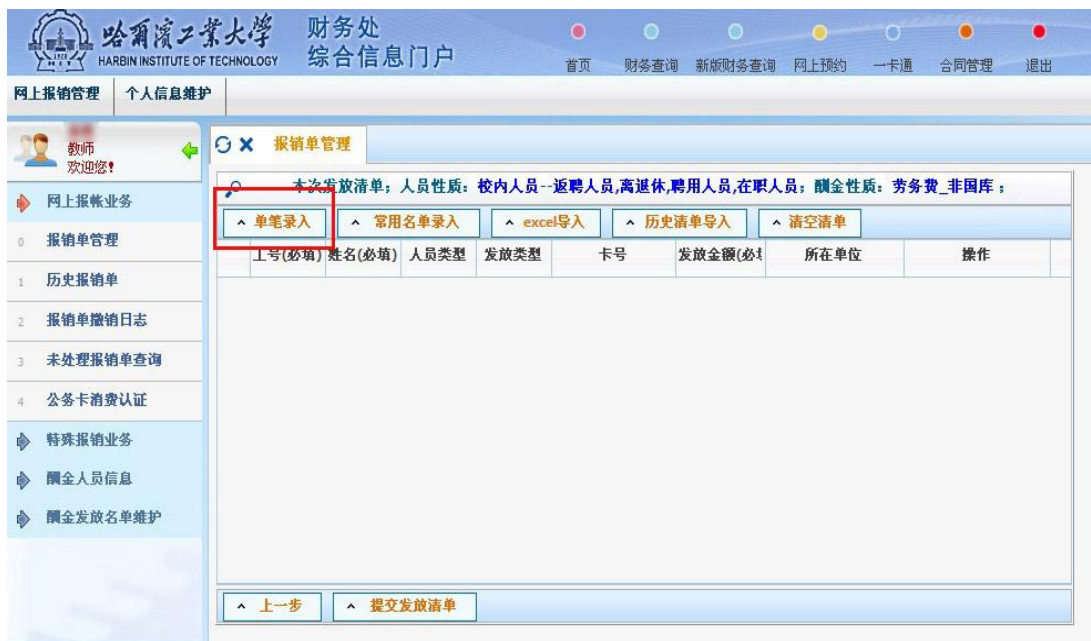 哈爾濱工業大學 财务处
HARBIN INSTITUTE OF TECHNOLOGY 综合信息门户
首页 财务查询 新版财务查询 网上预约 一卡通 合同管理 退出
网上报销管理 个人信息维护
教师
欢迎您!
报销单管理
本次发放清单；人员性质：校内人员--返聘人员,离退休,聘用人员,在职人员；酬金性质：劳务费_非国库；
单笔录入 常用名单录入 excel导入 历史清单导入 清空清单
工号(必填) 姓名(必填) 人员类型 发放类型 卡号 发放金额(必 所在单位 操作
网上报账业务
0 报销单管理
1 历史报销单
2 报销单撤销日志
3 未处理报销单查询
4 公务卡消费认证
特殊报销业务
酬金人员信息
酬金发放名单维护
上一步 提交发放清单